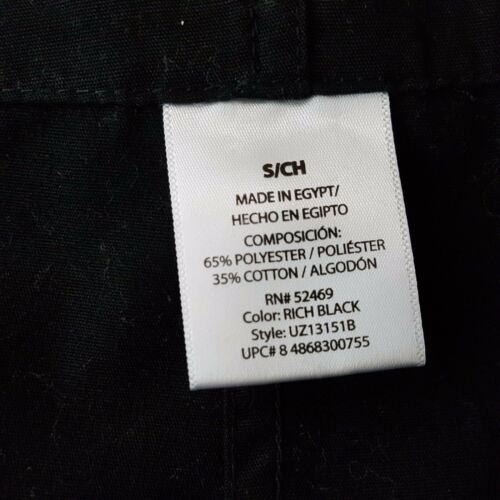 S/CH
MADE IN EGYPT/
HECHO EN EGIPTO
COMPOSICIÓN:
65% POLYESTER / POLIÉSTER
35% COTTON / ALGODÓN
RN# 52469
Color: RICH BLACK
Style: UZ13151B
UPC# 8 4868300755